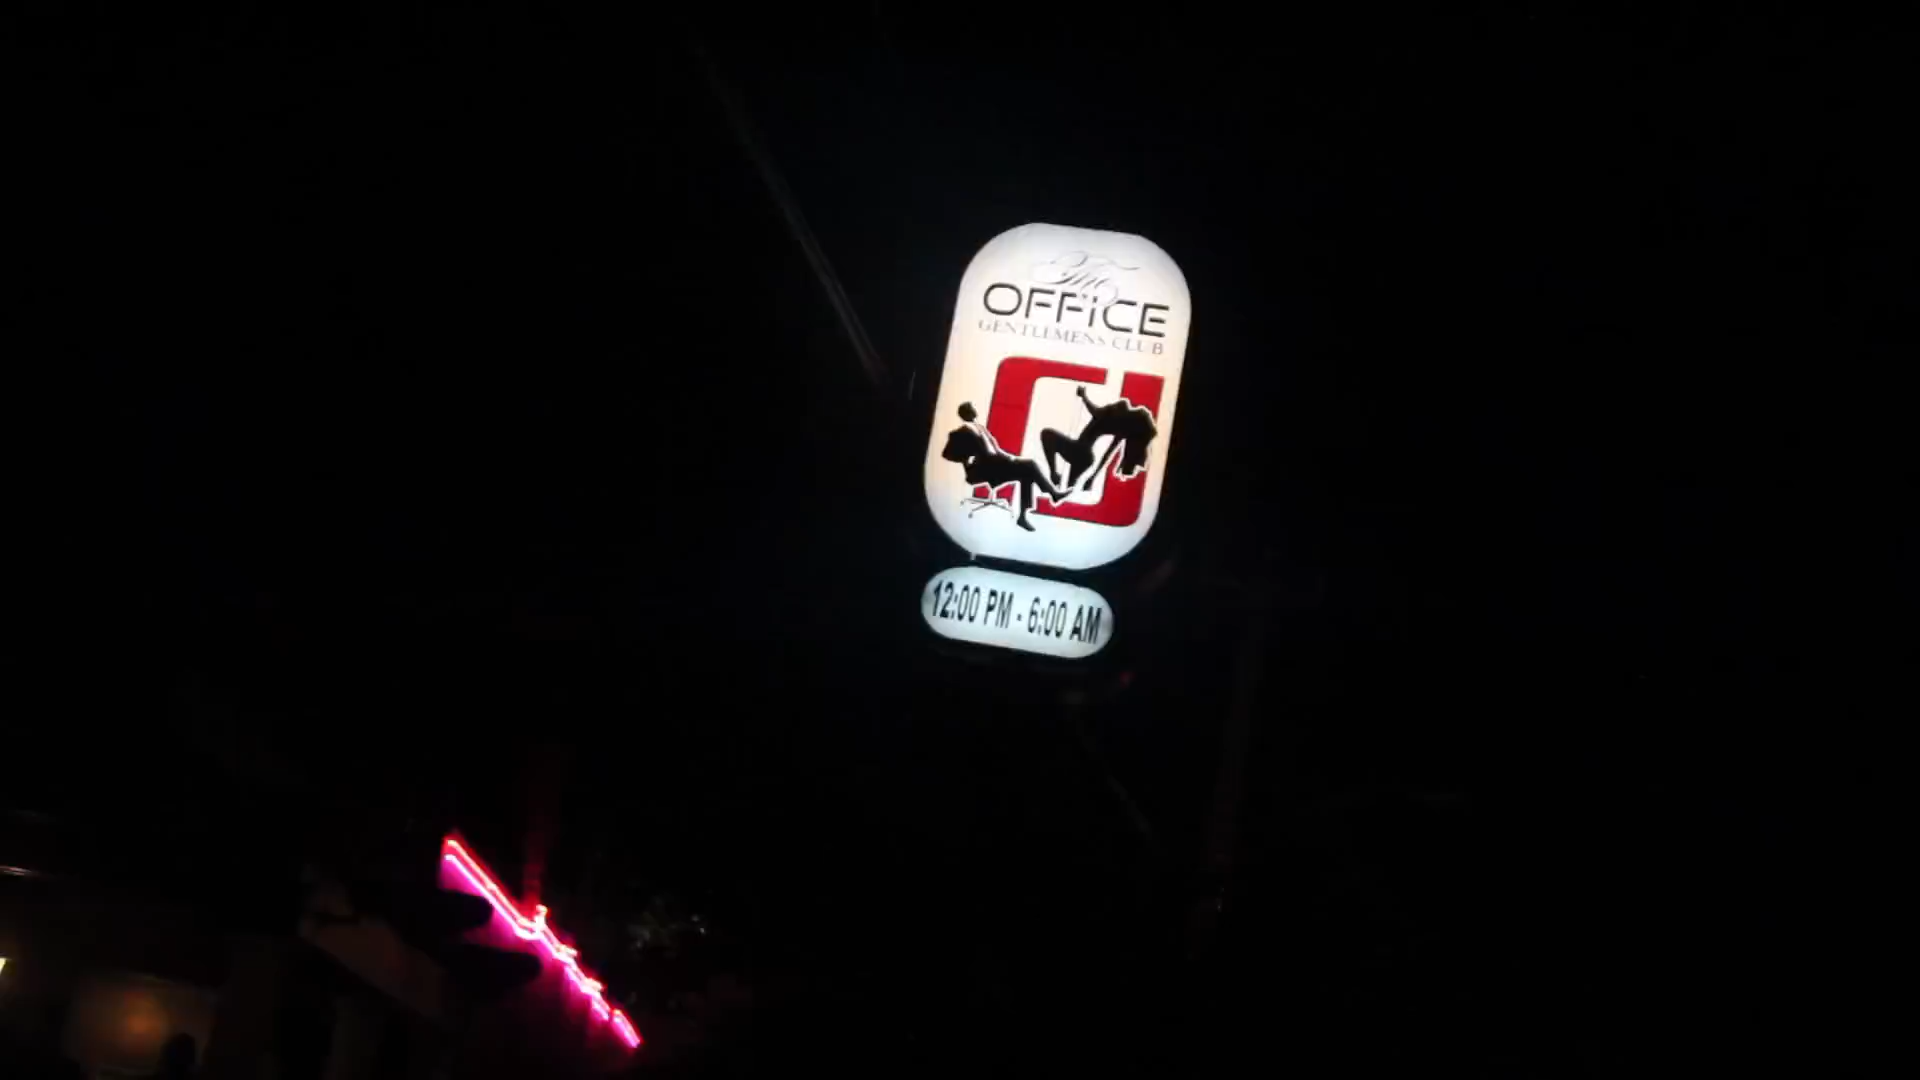 The
OFFiCE
GENTLEMENS CLUB
12:00 PM - 6:00 AM